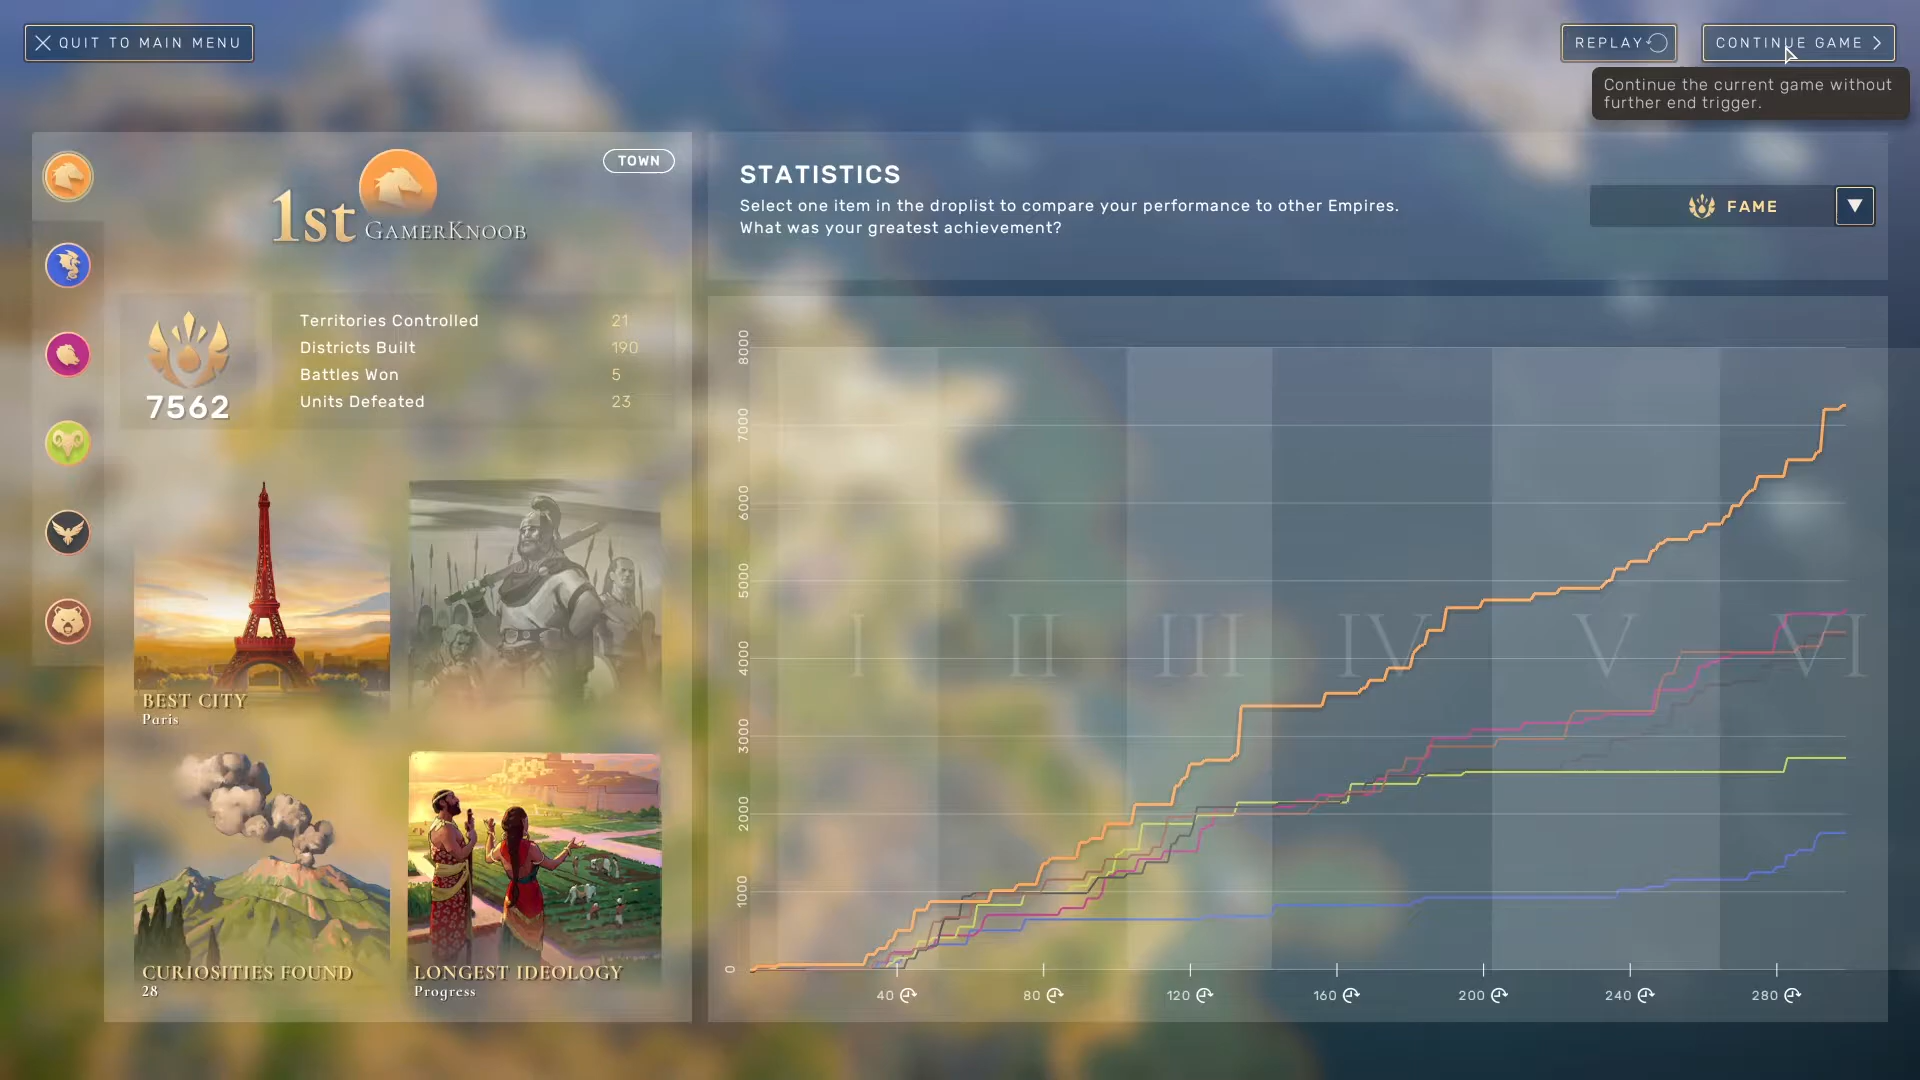 QUIT TO MAIN MENU
REPLAY
CONTINUE GAME
Continue the current game without
further end trigger.
TOWN
1st GamerKnoob
7562
Territories Controlled 21
Districts Built 190
Battles Won 5
Units Defeated 23
BEST CITY
Paris
CURIOSITIES FOUND
28
LONGEST IDEOLOGY
Progress
STATISTICS
Select one item in the droplist to compare your performance to other Empires.
What was your greatest achievement?
FAME
8000
7000
6000
5000
4000
3000
2000
1000
0
I II III IV V VI
40 80 120 160 200 240 280